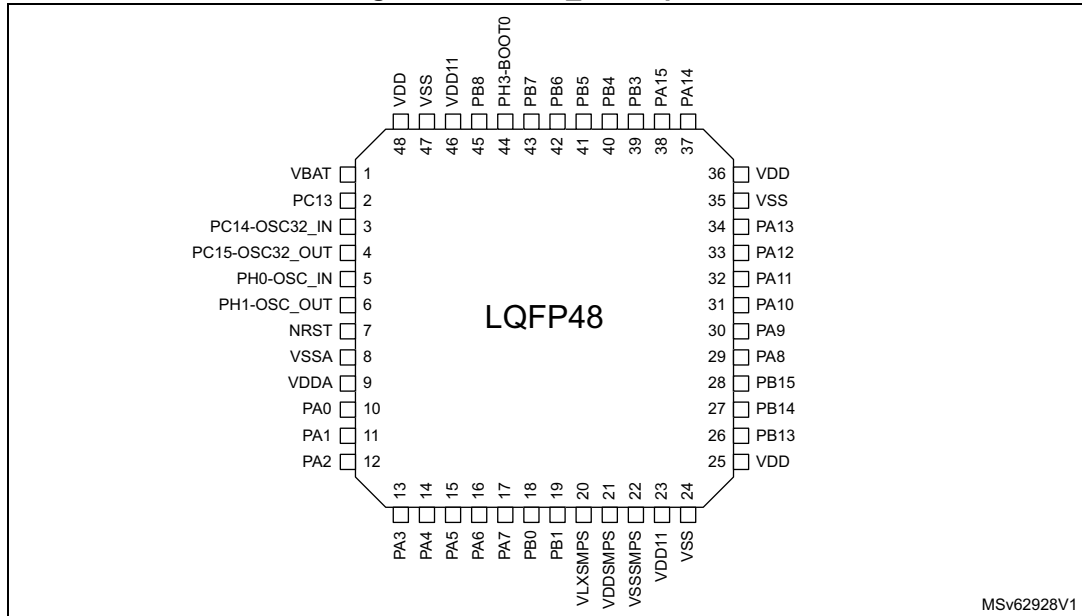 VDD
VSS
VDD11
PB8
PH3-BOOT0
PB7
PB6
PB5
PB4
PB3
PA15
PA14
48
47
46
45
44
43
42
41
40
39
38
37
VBAT 1
PC13 2
PC14-OSC32_IN 3
PC15-OSC32_OUT 4
PH0-OSC_IN 5
PH1-OSC_OUT 6
NRST 7
VSSA 8
VDDA 9
PA0 10
PA1 11
PA2 12
LQFP48
36 VDD
35 VSS
34 PA13
33 PA12
32 PA11
31 PA10
30 PA9
29 PA8
28 PB15
27 PB14
26 PB13
25 VDD
13
14
15
16
17
18
19
20
21
22
23
24
PA3
PA4
PA5
PA6
PA7
PB0
PB1
VLXSMPS
VDDSMPS
VSSSMPS
VDD11
VSS
MSv62928V1